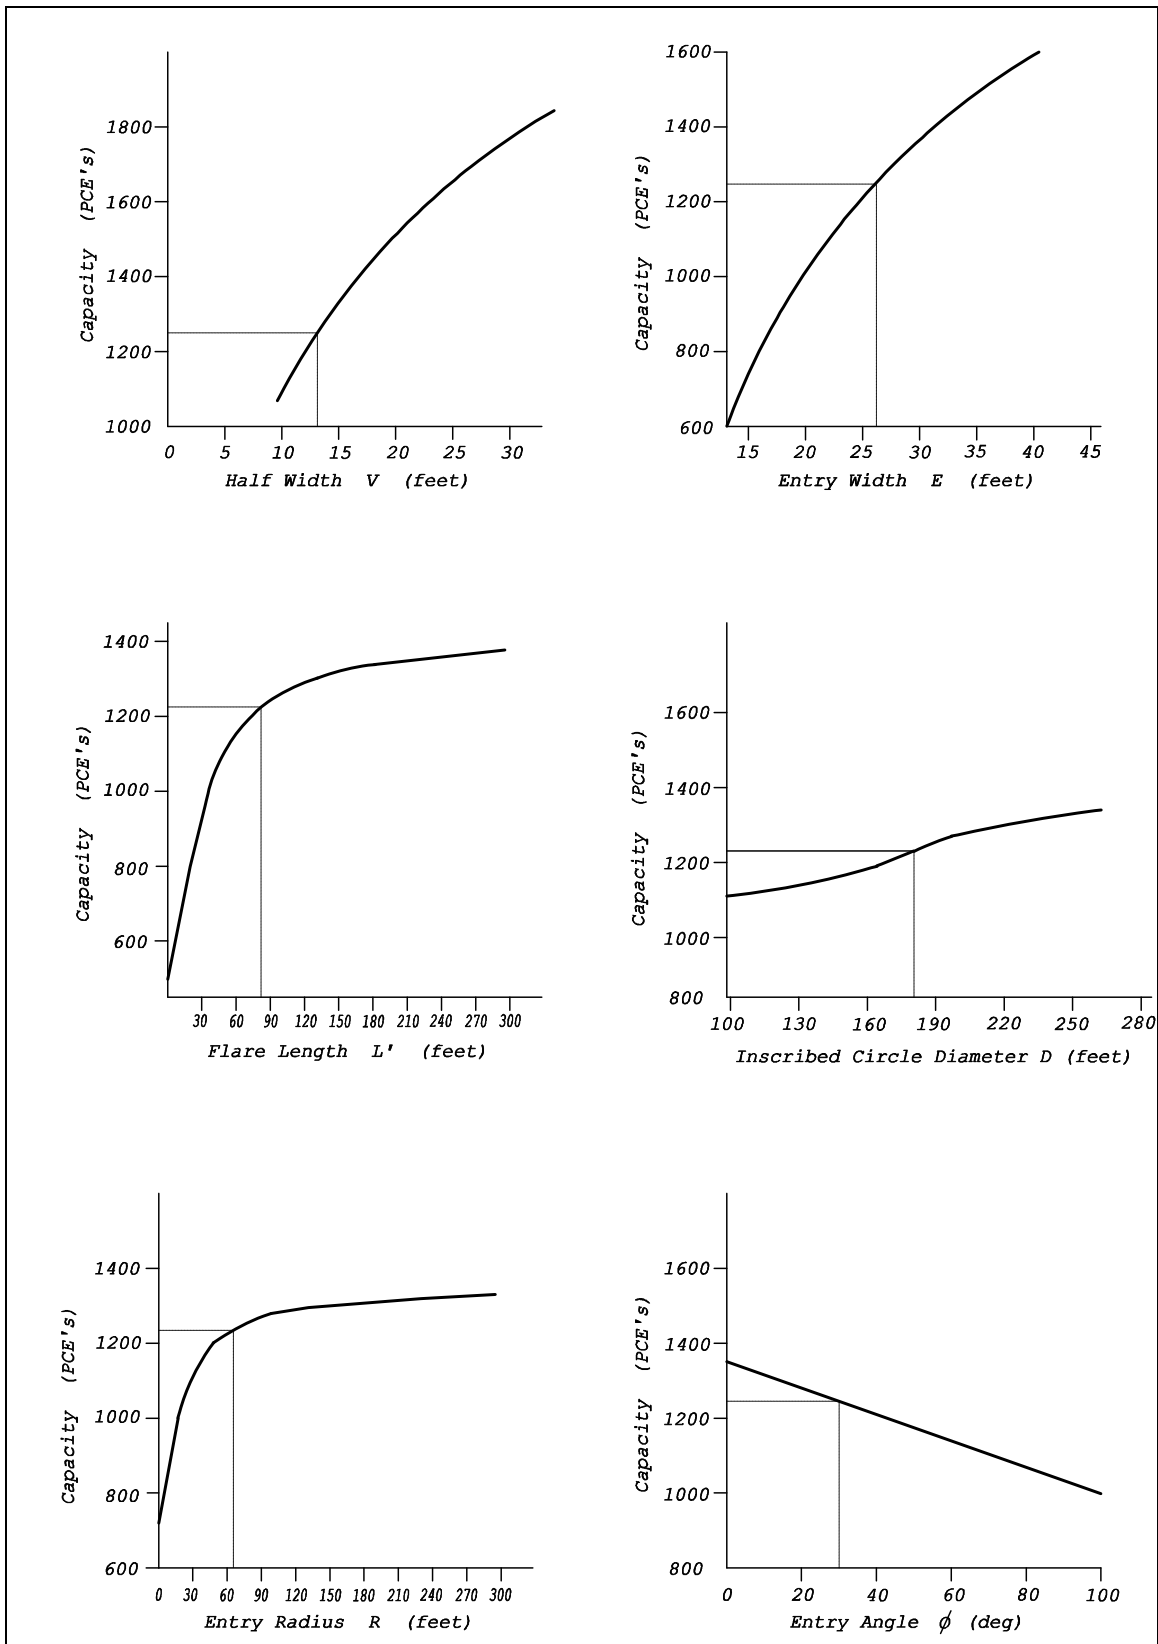 1800
1600
1400
1200
1000
Capacity (PCE's)
0 5 10 15 20 25 30
Half Width V (feet)
1600
1400
1200
1000
800
600
Capacity (PCE's)
15 20 25 30 35 40 45
Entry Width E (feet)
1400
1200
1000
800
600
Capacity (PCE's)
30 60 90 120 150 180 210 240 270 300
Flare Length L' (feet)
1600
1400
1200
1000
800
Capacity (PCE's)
100 130 160 190 220 250 280
Inscribed Circle Diameter D (feet)
1400
1200
1000
800
600
Capacity (PCE's)
0 30 60 90 120 150 180 210 240 270 300
Entry Radius R (feet)
1600
1400
1200
1000
800
Capacity (PCE's)
0 20 40 60 80 100
Entry Angle ϕ (deg)